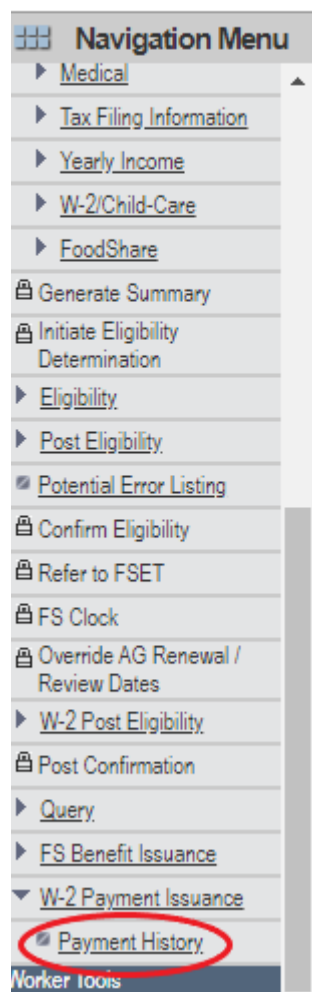 Navigation Menu
Medical
Tax Filing Information
Yearly Income
W-2/Child-Care
FoodShare
Generate Summary
Initiate Eligibility
Determination
Eligibility
Post Eligibility
Potential Error Listing
Confirm Eligibility
Refer to FSET
FS Clock
Override AG Renewal /
Review Dates
W-2 Post Eligibility
Post Confirmation
Query
FS Benefit Issuance
W-2 Payment Issuance
Payment History
Worker Tools